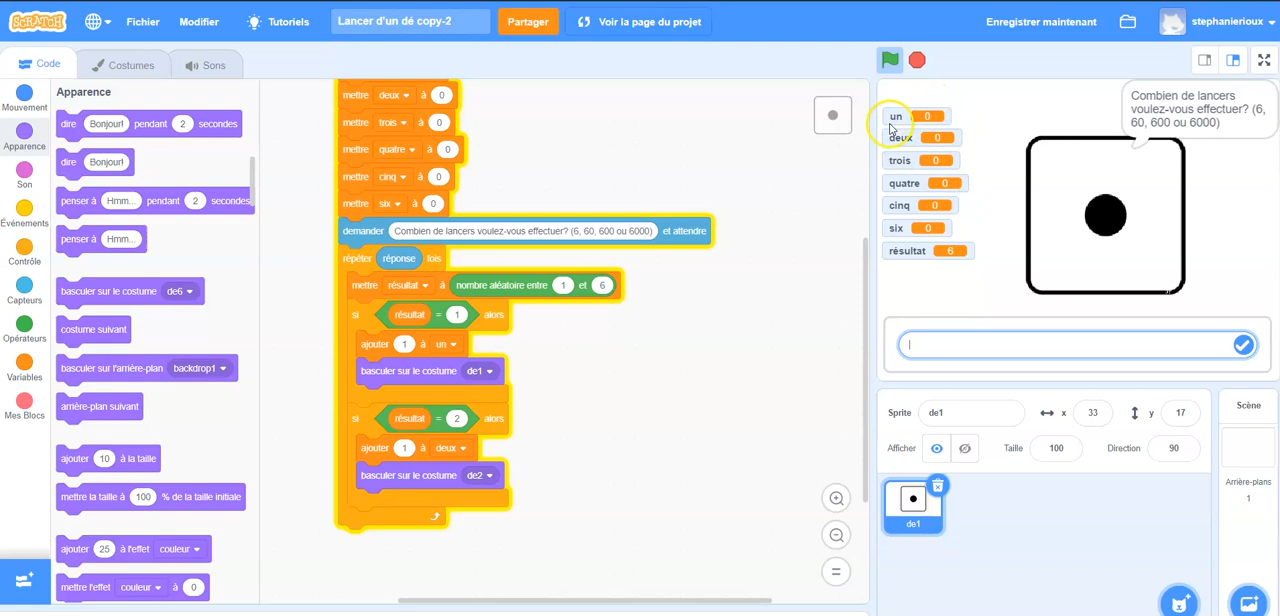 SCRATCH Fichier Modifier Tutoriels Lancer d'un dé copy-2 Partager Voir la page du projet Enregistrer maintenant stephanierioux
Code Costumes Sons
Mouvement
Apparence
Son
Événements
Contrôle
Capteurs
Opérateurs
Variables
Mes Blocs
Apparence
dire Bonjour! pendant 2 secondes
dire Bonjour!
penser à Hmm... pendant 2 secondes
penser à Hmm...
basculer sur le costume de6
costume suivant
basculer sur l'arrière-plan backdrop1
arrière-plan suivant
ajouter 10 à la taille
mettre la taille à 100 % de la taille initiale
ajouter 25 à l'effet couleur
mettre l'effet couleur à 0
mettre deux à 0
mettre trois à 0
mettre quatre à 0
mettre cinq à 0
mettre six à 0
demander Combien de lancers voulez-vous effectuer? (6, 60, 600 ou 6000) et attendre
répéter réponse fois
mettre résultat à nombre aléatoire entre 1 et 6
si résultat = 1 alors
ajouter 1 à un
basculer sur le costume de1
si résultat = 2 alors
ajouter 1 à deux
basculer sur le costume de2
un 0
deux 0
trois 0
quatre 0
cinq 0
six 0
résultat 6
Combien de lancers
voulez-vous effectuer? (6,
60, 600 ou 6000)
Sprite de1 x 33 y 17
Afficher Taille 100 Direction 90
de1
Scène
Arrière-plans
1